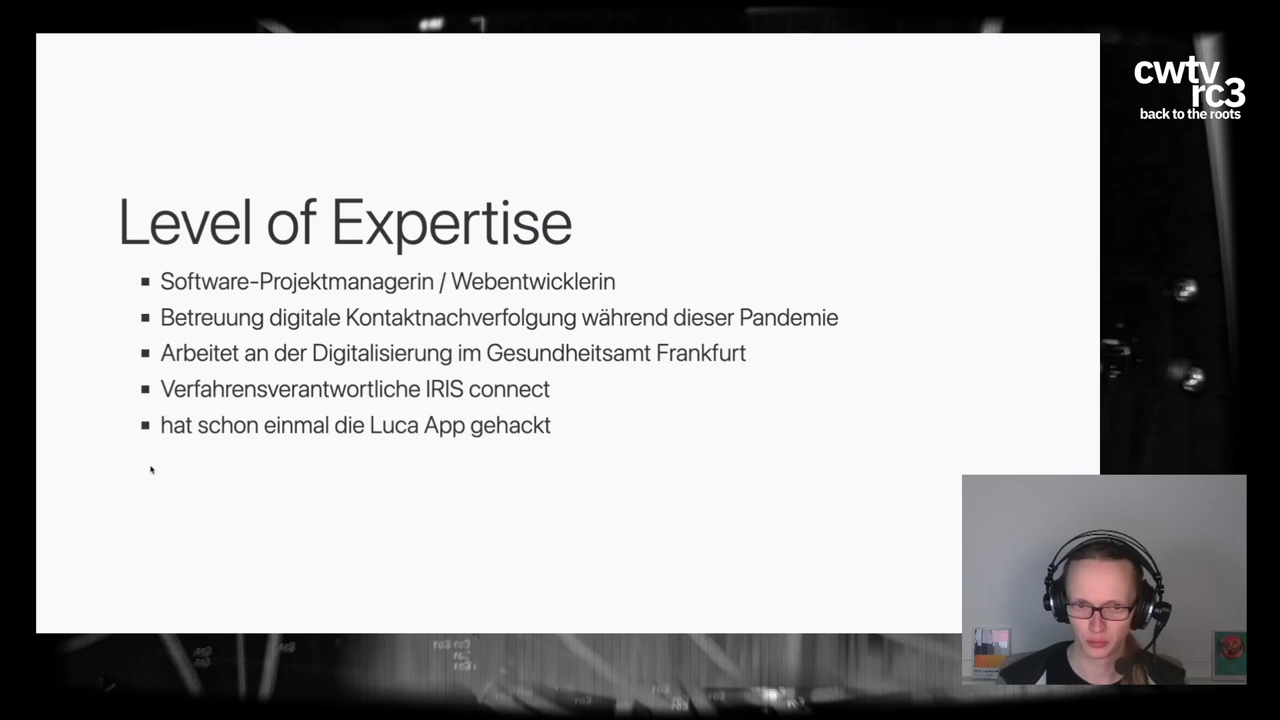 cwtv
rc3
back to the roots
Level of Expertise
▪ Software-Projektmanagerin / Webentwicklerin
▪ Betreuung digitale Kontaktnachverfolgung während dieser Pandemie
▪ Arbeitet an der Digitalisierung im Gesundheitsamt Frankfurt
▪ Verfahrensverantwortliche IRIS connect
▪ hat schon einmal die Luca App gehackt